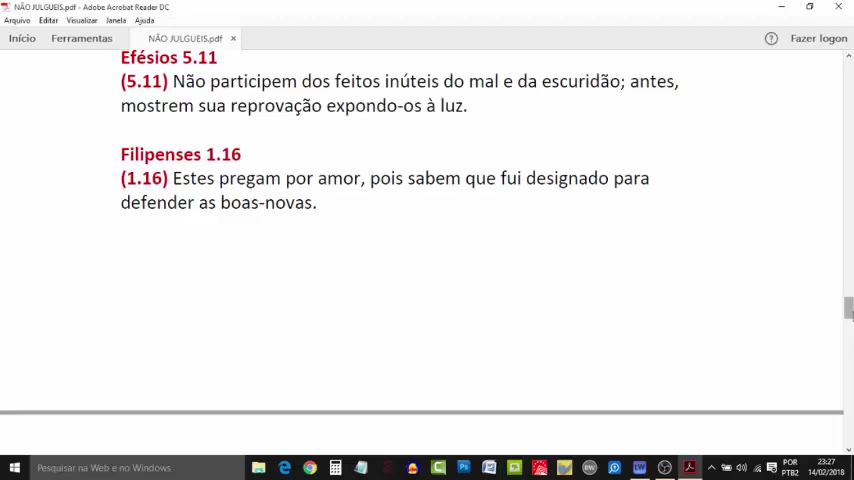 NÃO JULGUEIS.pdf - Adobe Acrobat Reader DC
Arquivo Editar Visualizar Janela Ajuda
Início Ferramentas NÃO JULGUEIS.pdf × ? Fazer logon
Efésios 5.11
(5.11) Não participem dos feitos inúteis do mal e da escuridão; antes,
mostrem sua reprovação expondo-os à luz.
Filipenses 1.16
(1.16) Estes pregam por amor, pois sabem que fui designado para
defender as boas-novas.
Pesquisar na Web e no Windows
POR 23:27
PTB2 14/02/2018